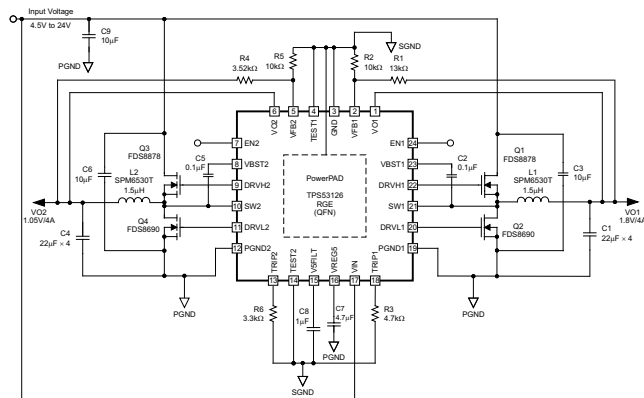 Input Voltage
4.5V to 24V
C9
10μF
PGND
SGND
R4
3.52kΩ
R5
10kΩ
R2
10kΩ
R1
13kΩ
6 5 4 3 2 1
VO2 VFB2 TEST1 GND VFB1 VO1
7 EN2
EN1 24
8 VBST2
VBST1 23
9 DRVH2
DRVH1 22
10 SW2
SW1 21
11 DRVL2
DRVL1 20
12 PGND2
PGND1 19
PowerPAD
TPS53126
RGE
(QFN)
Q3
FDS8878
C5
0.1μF
C6
10μF
L2
SPM6530T
1.5μH
VO2
1.05V/4A
Q4
FDS8690
C4
22μF × 4
PGND
C2
0.1μF
Q1
FDS8878
L1
SPM6530T
1.5μH
C3
10μF
VO1
1.8V/4A
Q2
FDS8690
C1
22μF × 4
PGND
TRIP2 TEST2 V5FILT VREG5 VIN TRIP1
13 14 15 16 17 18
R6
3.3kΩ
C8
1μF
C7
4.7μF
PGND
R3
4.7kΩ
SGND